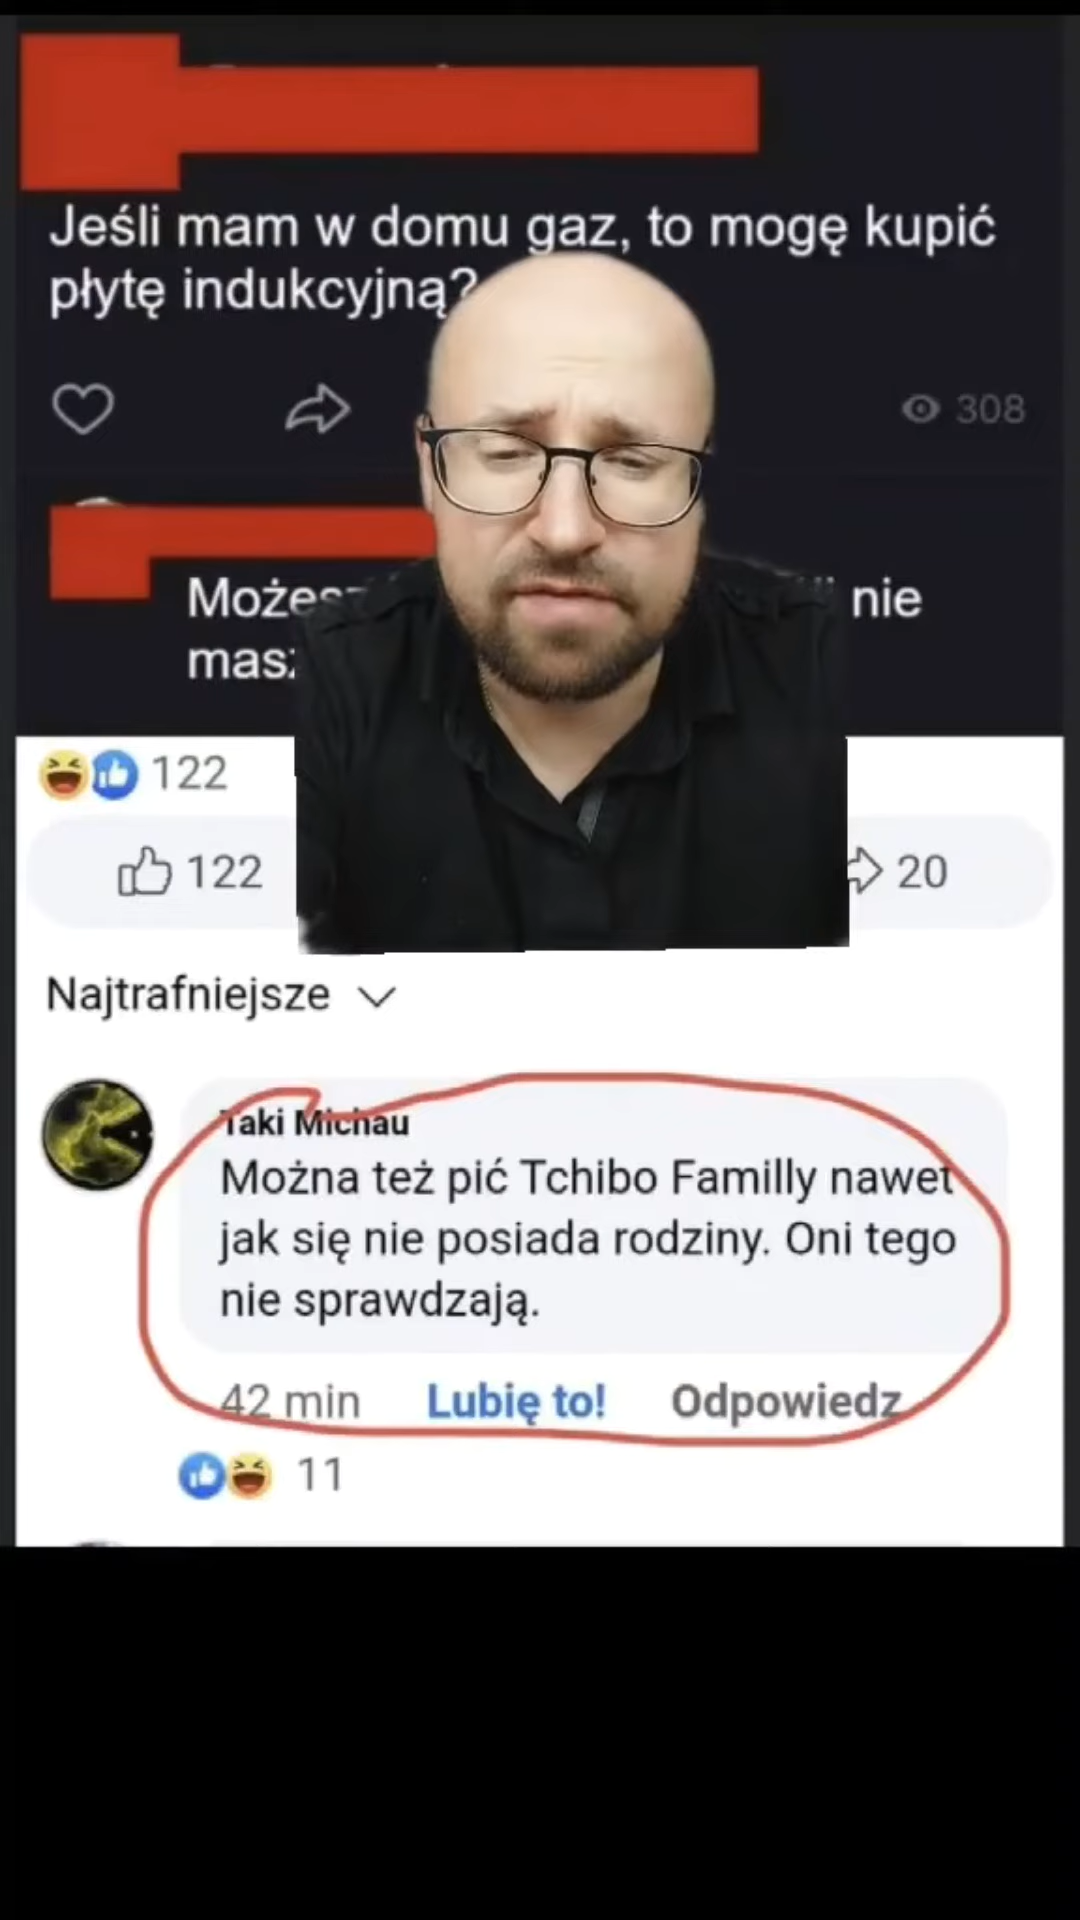 Jeśli mam w domu gaz, to mogę kupić
płytę indukcyjną?
308
nie
122
122
20
Najtrafniejsze
Taki Michau
Można też pić Tchibo Familly nawet
jak się nie posiada rodziny. Oni tego
nie sprawdzają.
42 min Lubię to! Odpowiedz
11